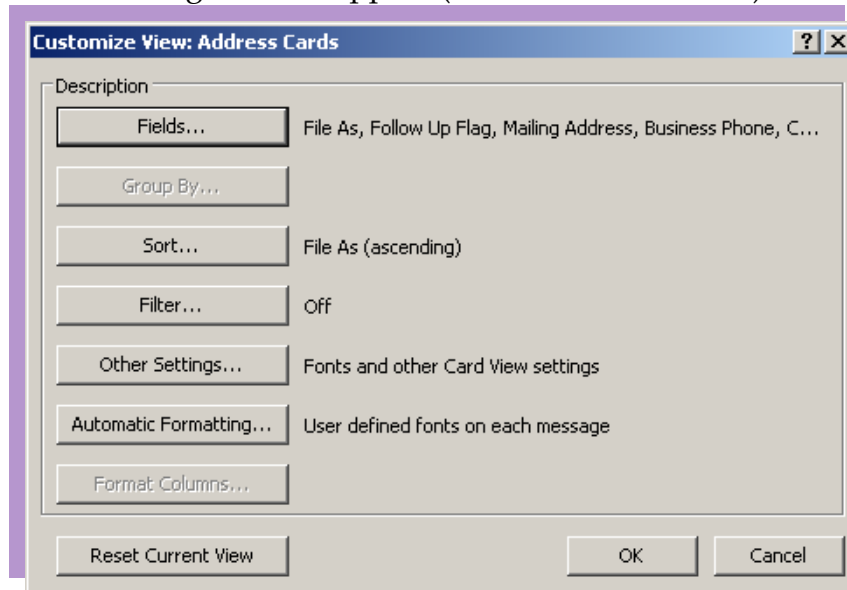 Customize View: Address Cards
Description
Fields... File As, Follow Up Flag, Mailing Address, Business Phone, C...
Group By...
Sort... File As (ascending)
Filter... Off
Other Settings... Fonts and other Card View settings
Automatic Formatting... User defined fonts on each message
Format Columns...
Reset Current View OK Cancel